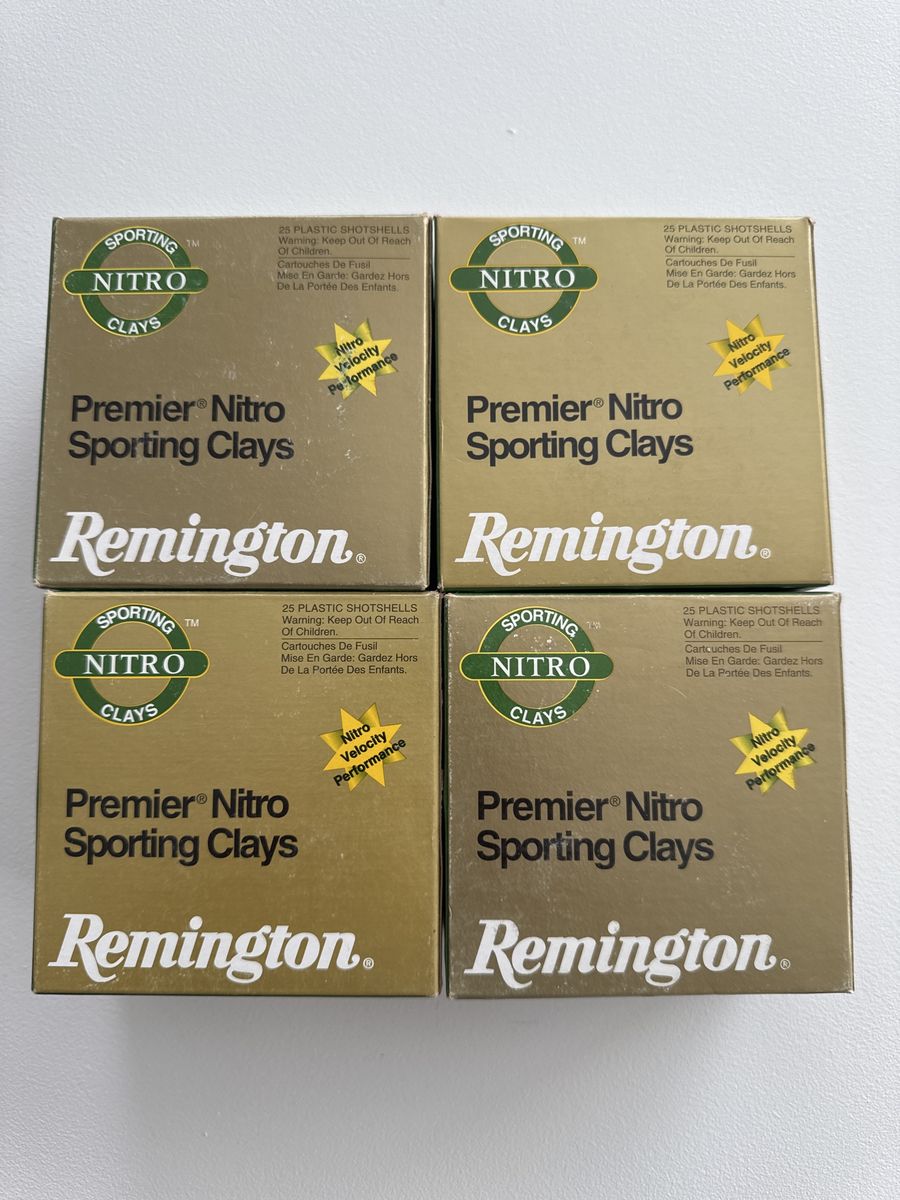 SPORTING
NITRO
CLAYS
TM
25 PLASTIC SHOTSHELLS
Warning: Keep Out Of Reach
Of Children.
Cartouches De Fusil
Mise En Garde: Gardez Hors
De La Portée Des Enfants.
Nitro
Velocity
Performance
Premier® Nitro
Sporting Clays
Remington®
SPORTING
NITRO
CLAYS
TM
25 PLASTIC SHOTSHELLS
Warning: Keep Out Of Reach
Of Children.
Cartouches De Fusil
Mise En Garde: Gardez Hors
De La Portée Des Enfants.
Nitro
Velocity
Performance
Premier® Nitro
Sporting Clays
Remington®
SPORTING
NITRO
CLAYS
TM
25 PLASTIC SHOTSHELLS
Warning: Keep Out Of Reach
Of Children.
Cartouches De Fusil
Mise En Garde: Gardez Hors
De La Portée Des Enfants.
Nitro
Velocity
Performance
Premier® Nitro
Sporting Clays
Remington®
SPORTING
NITRO
CLAYS
TM
25 PLASTIC SHOTSHELLS
Warning: Keep Out Of Reach
Of Children.
Cartouches De Fusil
Mise En Garde: Gardez Hors
De La Portée Des Enfants.
Nitro
Velocity
Performance
Premier® Nitro
Sporting Clays
Remington®